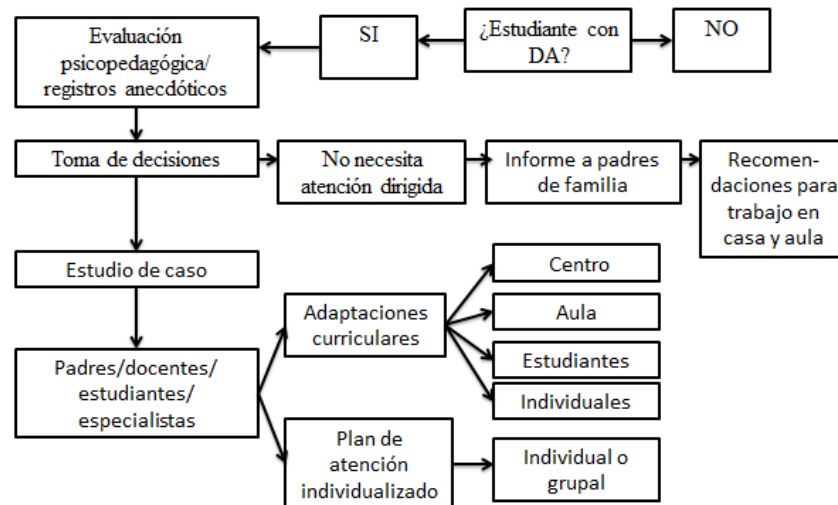 Evaluación
psicopedagógica/
registros anecdóticos
SI
¿Estudiante con
DA?
NO
Toma de decisiones
No necesita
atención dirigida
Informe a padres
de familia
Recomen-
daciones para
trabajo en
casa y aula
Estudio de caso
Padres/docentes/
estudiantes/
especialistas
Adaptaciones
curriculares
Centro
Aula
Estudiantes
Individuales
Plan de
atención
individualizado
Individual o
grupal